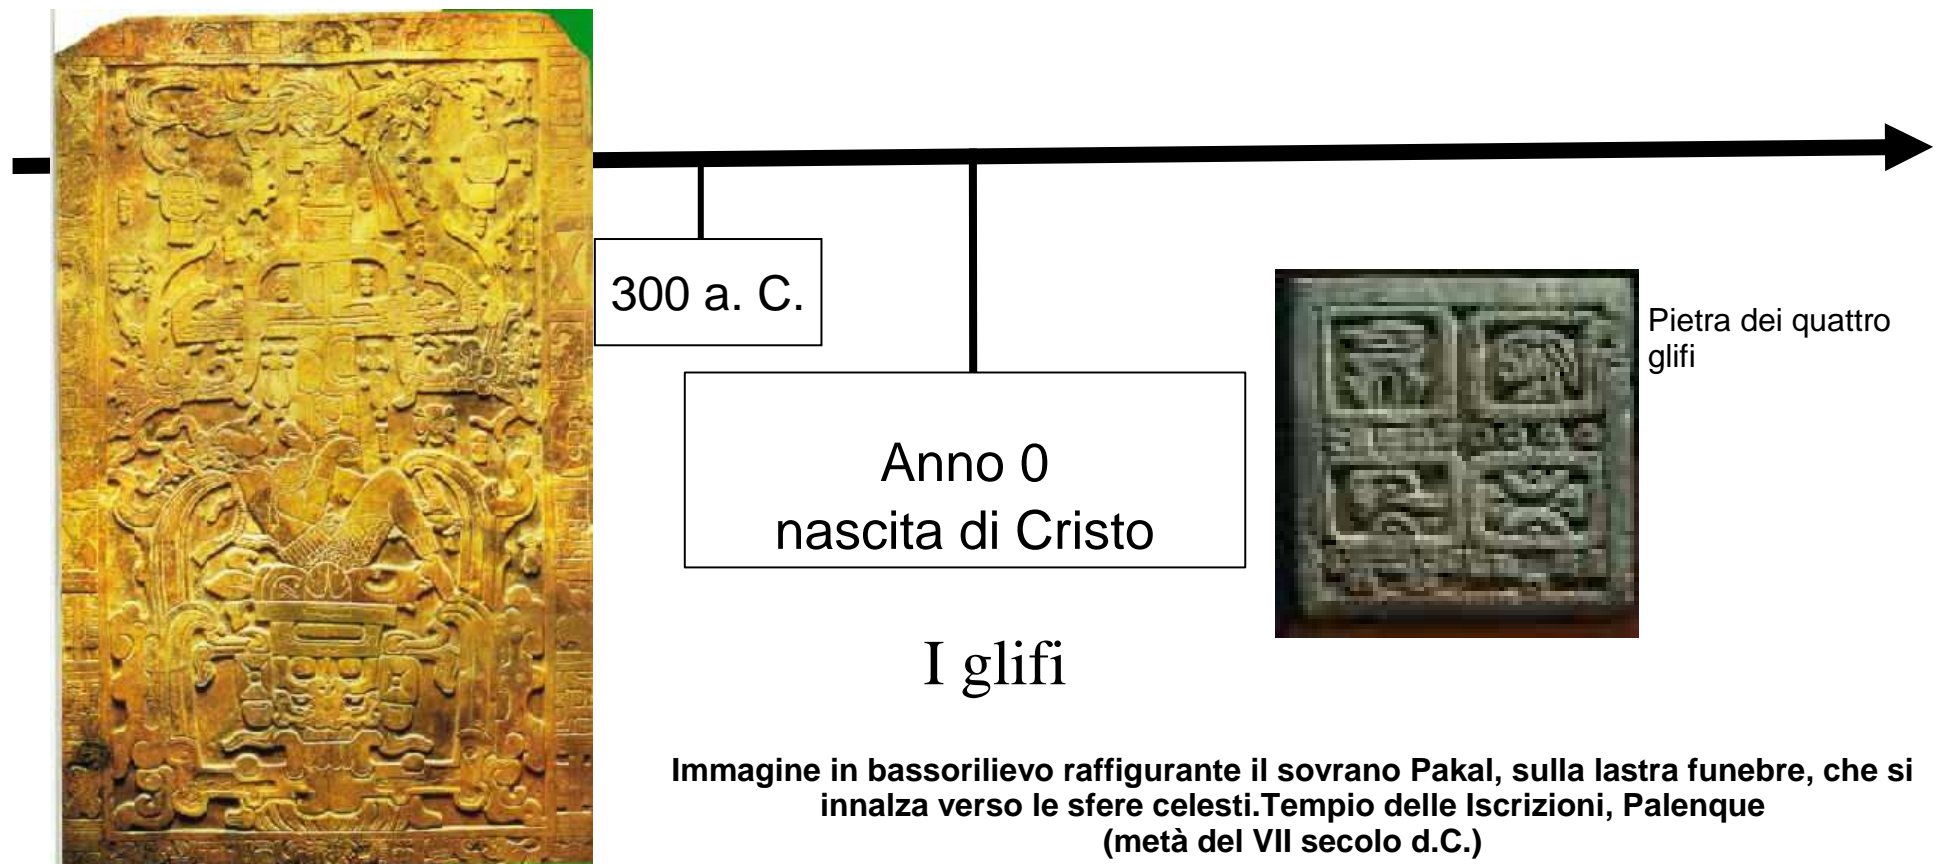 300 a. C.
Pietra dei quattro
glifi
Anno 0
nascita di Cristo
I glifi
Immagine in bassorilievo raffigurante il sovrano Pakal, sulla lastra funebre, che si
innalza verso le sfere celesti.Tempio delle Iscrizioni, Palenque
(metà del VII secolo d.C.)